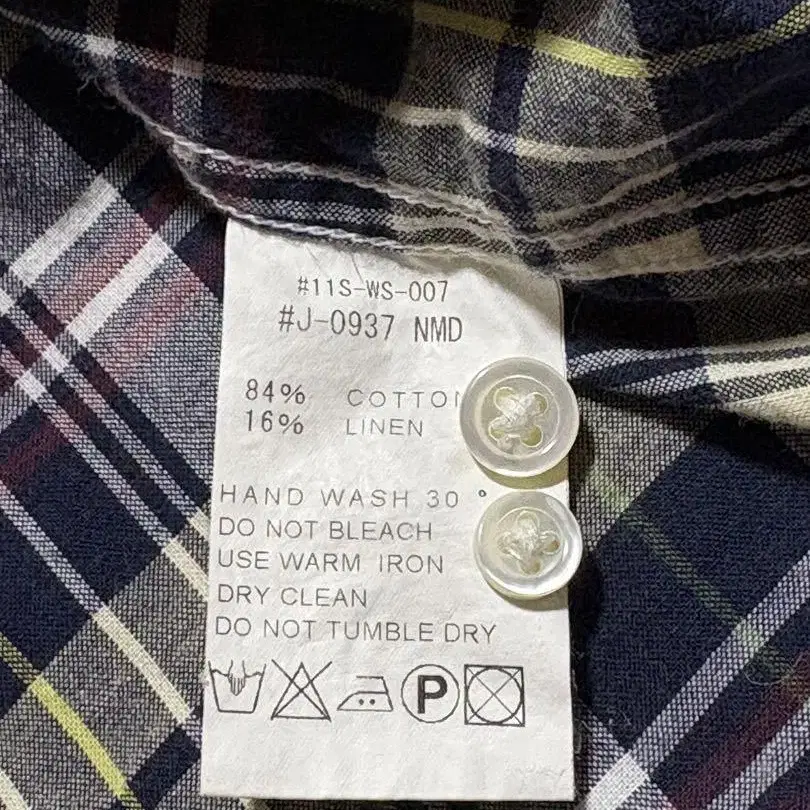 #11S-WS-007
#J-0937 NMD
84% COTTON
16% LINEN
HAND WASH 30 °
DO NOT BLEACH
USE WARM IRON
DRY CLEAN
DO NOT TUMBLE DRY
P